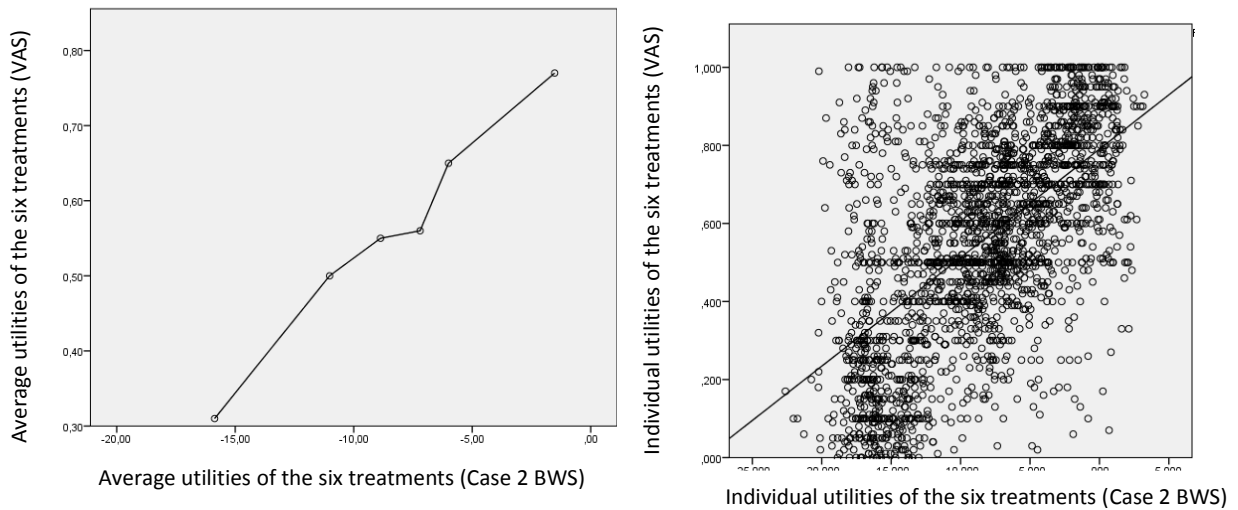 Average utilities of the six treatments (VAS)
0,80
0,70
0,60
0,50
0,40
0,30
-20,00 -15,00 -10,00 -5,00 ,00
Average utilities of the six treatments (Case 2 BWS)
Individual utilities of the six treatments (VAS)
1,000
,800
,600
,400
,200
,000
Individual utilities of the six treatments (Case 2 BWS)